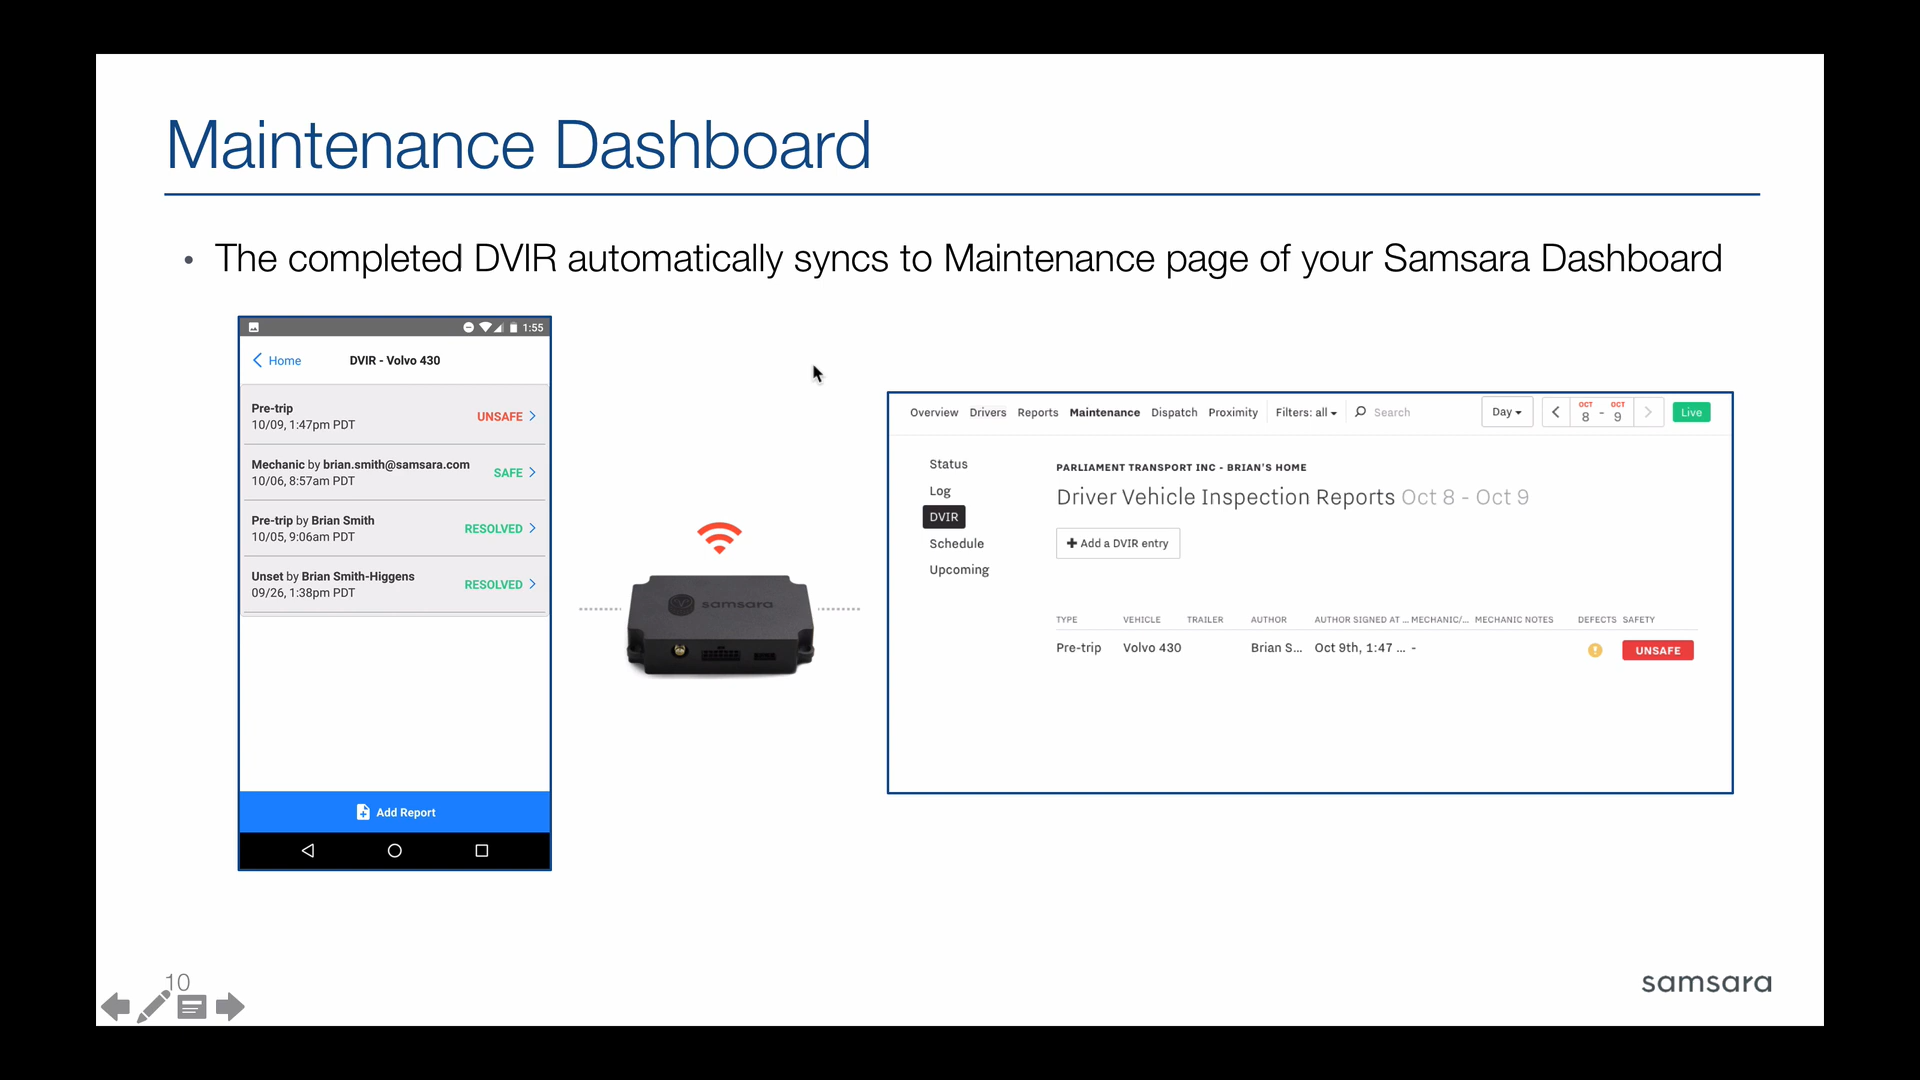 Maintenance Dashboard
• The completed DVIR automatically syncs to Maintenance page of your Samsara Dashboard
1:55
Home
DVIR - Volvo 430
Pre-trip
10/09, 1:47pm PDT
UNSAFE
Mechanic by brian.smith@samsara.com
10/06, 8:57am PDT
SAFE
Pre-trip by Brian Smith
10/05, 9:06am PDT
RESOLVED
Unset by Brian Smith-Higgens
09/26, 1:38pm PDT
RESOLVED
Add Report
samsara
Overview Drivers Reports Maintenance Dispatch Proximity Filters: all Search Day OCT 8 - OCT 9 Live
Status
Log
DVIR
Schedule
Upcoming
PARLIAMENT TRANSPORT INC - BRIAN'S HOME
Driver Vehicle Inspection Reports Oct 8 - Oct 9
+ Add a DVIR entry
TYPE VEHICLE TRAILER AUTHOR AUTHOR SIGNED AT ... MECHANIC/... MECHANIC NOTES DEFECTS SAFETY
Pre-trip Volvo 430 Brian S... Oct 9th, 1:47 ... - UNSAFE
10
samsara